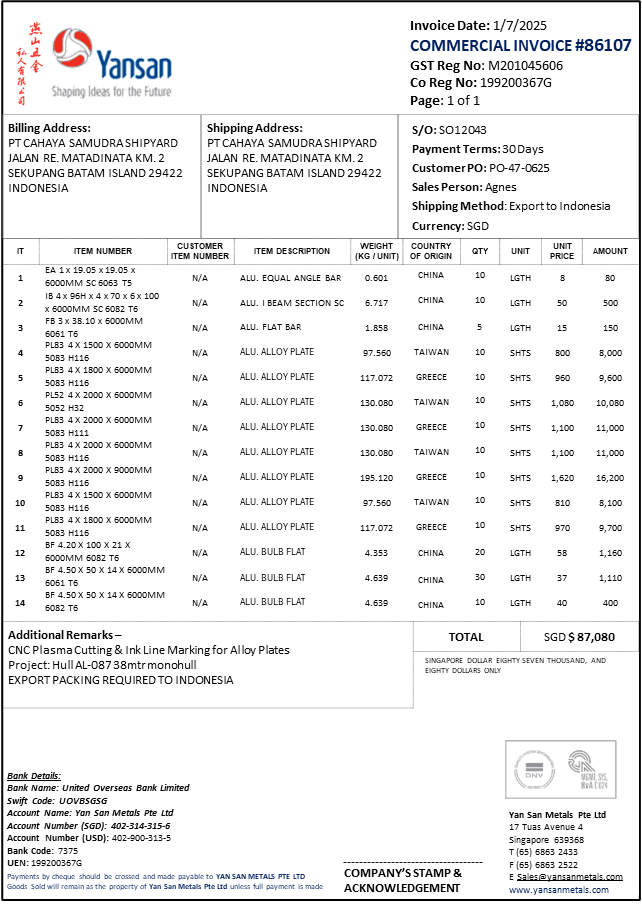 燕山五金
私人有限公司
Yansan
Shaping Ideas for the Future
Invoice Date: 1/7/2025
COMMERCIAL INVOICE #86107
GST Reg No: M201045606
Co Reg No: 199200367G
Page: 1 of 1
Billing Address:
PT CAHAYA SAMUDRA SHIPYARD
JALAN RE. MATADINATA KM. 2
SEKUPANG BATAM ISLAND 29422
INDONESIA
Shipping Address:
PT CAHAYA SAMUDRA SHIPYARD
JALAN RE. MATADINATA KM. 2
SEKUPANG BATAM ISLAND 29422
INDONESIA
S/O: SO12043
Payment Terms: 30 Days
Customer PO: PO-47-0625
Sales Person: Agnes
Shipping Method: Export to Indonesia
Currency: SGD
IT ITEM NUMBER CUSTOMER ITEM NUMBER ITEM DESCRIPTION WEIGHT (KG / UNIT) COUNTRY OF ORIGIN QTY UNIT UNIT PRICE AMOUNT
1 EA 1 x 19.05 x 19.05 x 6000MM SC 6063 T5 N/A ALU. EQUAL ANGLE BAR 0.601 CHINA 10 LGTH 8 80
2 IB 4 x 96H x 4 x 70 x 6 x 100 x 6000MM SC 6082 T6 N/A ALU. I BEAM SECTION SC 6.717 CHINA 10 LGTH 50 500
3 FB 3 x 38.10 x 6000MM 6061 T6 N/A ALU. FLAT BAR 1.858 CHINA 5 LGTH 15 150
4 PL83 4 X 1500 X 6000MM 5083 H116 N/A ALU. ALLOY PLATE 97.560 TAIWAN 10 SHTS 800 8,000
5 PL83 4 X 1800 X 6000MM 5083 H116 N/A ALU. ALLOY PLATE 117.072 GREECE 10 SHTS 960 9,600
6 PL52 4 X 2000 X 6000MM 5052 H32 N/A ALU. ALLOY PLATE 130.080 TAIWAN 10 SHTS 1,080 10,080
7 PL83 4 X 2000 X 6000MM 5083 H111 N/A ALU. ALLOY PLATE 130.080 GREECE 10 SHTS 1,100 11,000
8 PL83 4 X 2000 X 6000MM 5083 H116 N/A ALU. ALLOY PLATE 130.080 TAIWAN 10 SHTS 1,100 11,000
9 PL83 4 X 2000 X 9000MM 5083 H116 N/A ALU. ALLOY PLATE 195.120 GREECE 10 SHTS 1,620 16,200
10 PL83 4 X 1500 X 6000MM 5083 H116 N/A ALU. ALLOY PLATE 97.560 TAIWAN 10 SHTS 810 8,100
11 PL83 4 X 1800 X 6000MM 5083 H116 N/A ALU. ALLOY PLATE 117.072 GREECE 10 SHTS 970 9,700
12 BF 4.20 X 100 X 21 X 6000MM 6082 T6 N/A ALU. BULB FLAT 4.353 CHINA 20 LGTH 58 1,160
13 BF 4.50 X 50 X 14 X 6000MM 6061 T6 N/A ALU. BULB FLAT 4.639 CHINA 30 LGTH 37 1,110
14 BF 4.50 X 50 X 14 X 6000MM 6082 T6 N/A ALU. BULB FLAT 4.639 CHINA 10 LGTH 40 400
Additional Remarks –
CNC Plasma Cutting & Ink Line Marking for Alloy Plates
Project: Hull AL-087 38mtr monohull
EXPORT PACKING REQUIRED TO INDONESIA
TOTAL SGD $ 87,080
SINGAPORE DOLLAR EIGHTY SEVEN THOUSAND, AND
EIGHTY DOLLARS ONLY
Bank Details:
Bank Name: United Overseas Bank Limited
Swift Code: UOVBSGSG
Account Name: Yan San Metals Pte Ltd
Account Number (SGD): 402-314-315-6
Account Number (USD): 402-900-313-5
Bank Code: 7375
UEN: 199200367G
Payments by cheque should be crossed and made payable to YAN SAN METALS PTE LTD
Goods Sold will remain as the property of Yan San Metals Pte Ltd unless full payment is made
COMPANY'S STAMP &
ACKNOWLEDGEMENT
DNV
MGMT. SYS.
RvA C 024
Yan San Metals Pte Ltd
17 Tuas Avenue 4
Singapore 639368
T (65) 6863 2433
F (65) 6863 2522
E Sales@yansanmetals.com
www.yansanmetals.com